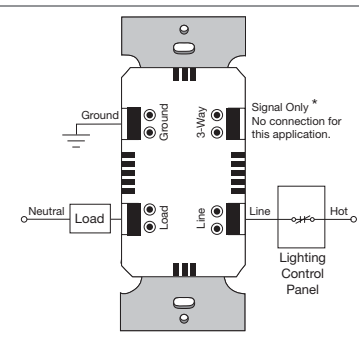 Ground
Ground
3-Way
Signal Only *
No connection for
this application.
Neutral
Load
Load
Line
Line
Hot
Lighting
Control
Panel